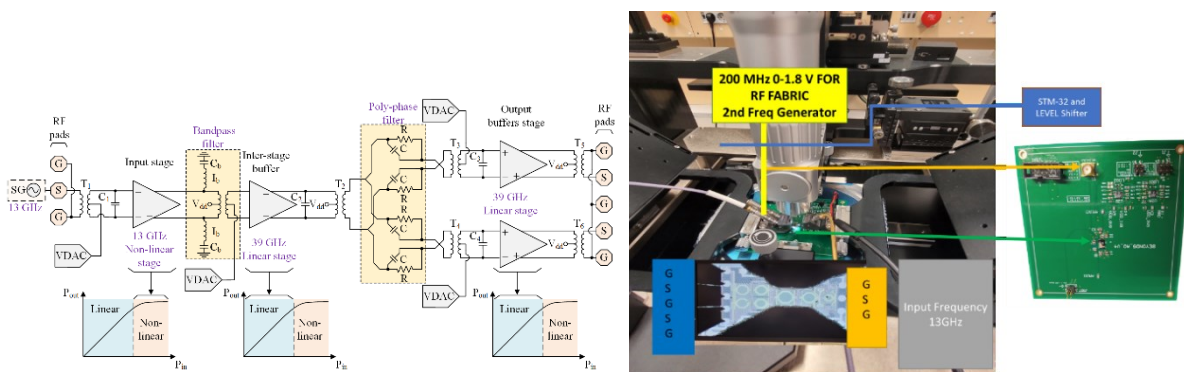 RF
pads
G
S
G
SG
13 GHz
T1
C1
VDAC
Input stage
13 GHz
Non-linear
stage
Bandpass
filter
Cb
Ib
Vdd
Ib
Cb
VDAC
Inter-stage
buffer
39 GHz
Linear stage
C2
Vdd
T2
Poly-phase
filter
R
C
R
C
R
C
R
C
VDAC
T3
C3
T4
C4
VDAC
Output
buffers stage
39 GHz
Linear stage
Vdd
Vdd
T5
T6
RF
pads
G
S
G
S
G
Pout
Linear
Non-
linear
Pin
Pout
Linear
Non-
linear
Pin
Pout
Linear
Non-
linear
Pin
200 MHz 0-1.8 V FOR
RF FABRIC
2nd Freq Generator
STM-32 and
LEVEL Shifter
G
S
G
S
G
G
S
G
Input Frequency
13GHz